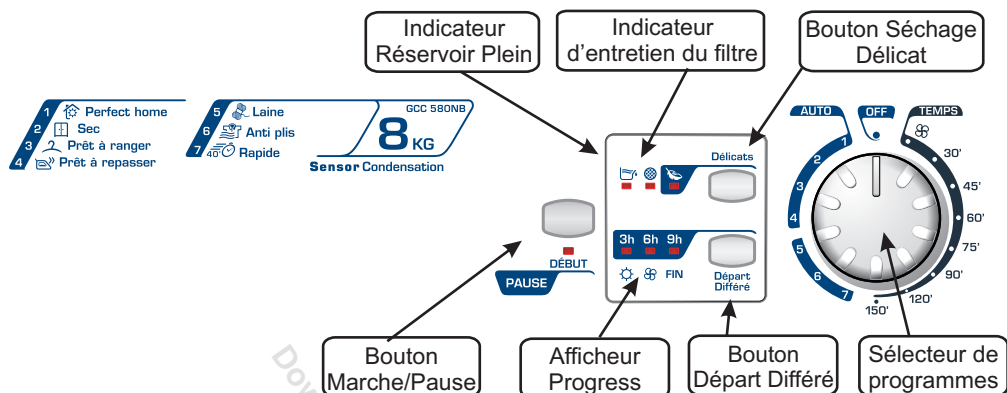 Indicateur
Réservoir Plein
Indicateur
d'entretien du filtre
Bouton Séchage
Délicat
1 Perfect home
2 Sec
3 Prêt à ranger
4 Prêt à repasser
5 Laine
6 Anti plis
7 40' Rapide
GCC 580NB
8 KG
Sensor Condensation
Délicats
3h 6h 9h
FIN
Départ
Différé
DÉBUT
PAUSE
AUTO
OFF
TEMPS
1
2
3
4
5
6
7
30'
45'
60'
75'
90'
120'
150'
Bouton
Marche/Pause
Afficheur
Progress
Bouton
Départ Différé
Sélecteur de
programmes
Dow